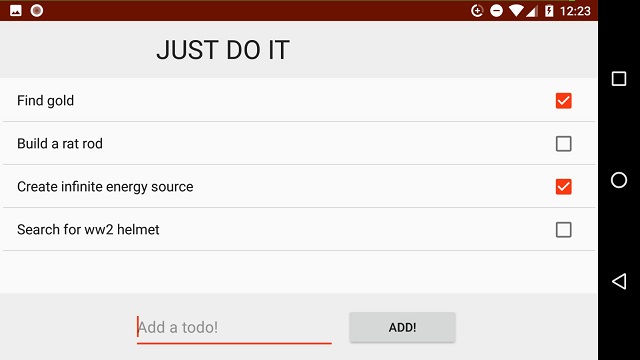 12:23
JUST DO IT
Find gold
Build a rat rod
Create infinite energy source
Search for ww2 helmet
Add a todo!
ADD!